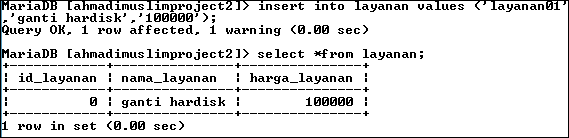 MariaDB [ahmadimuslimproject2]> insert into layanan values ('layanan01'
,'ganti hardisk','100000');
Query OK, 1 row affected, 1 warning (0.00 sec)
MariaDB [ahmadimuslimproject2]> select *from layanan;
+------------+---------------+---------------+
| id_layanan | nama_layanan | harga_layanan |
+------------+---------------+---------------+
| 0 | ganti hardisk | 100000 |
+------------+---------------+---------------+
1 row in set (0.00 sec)